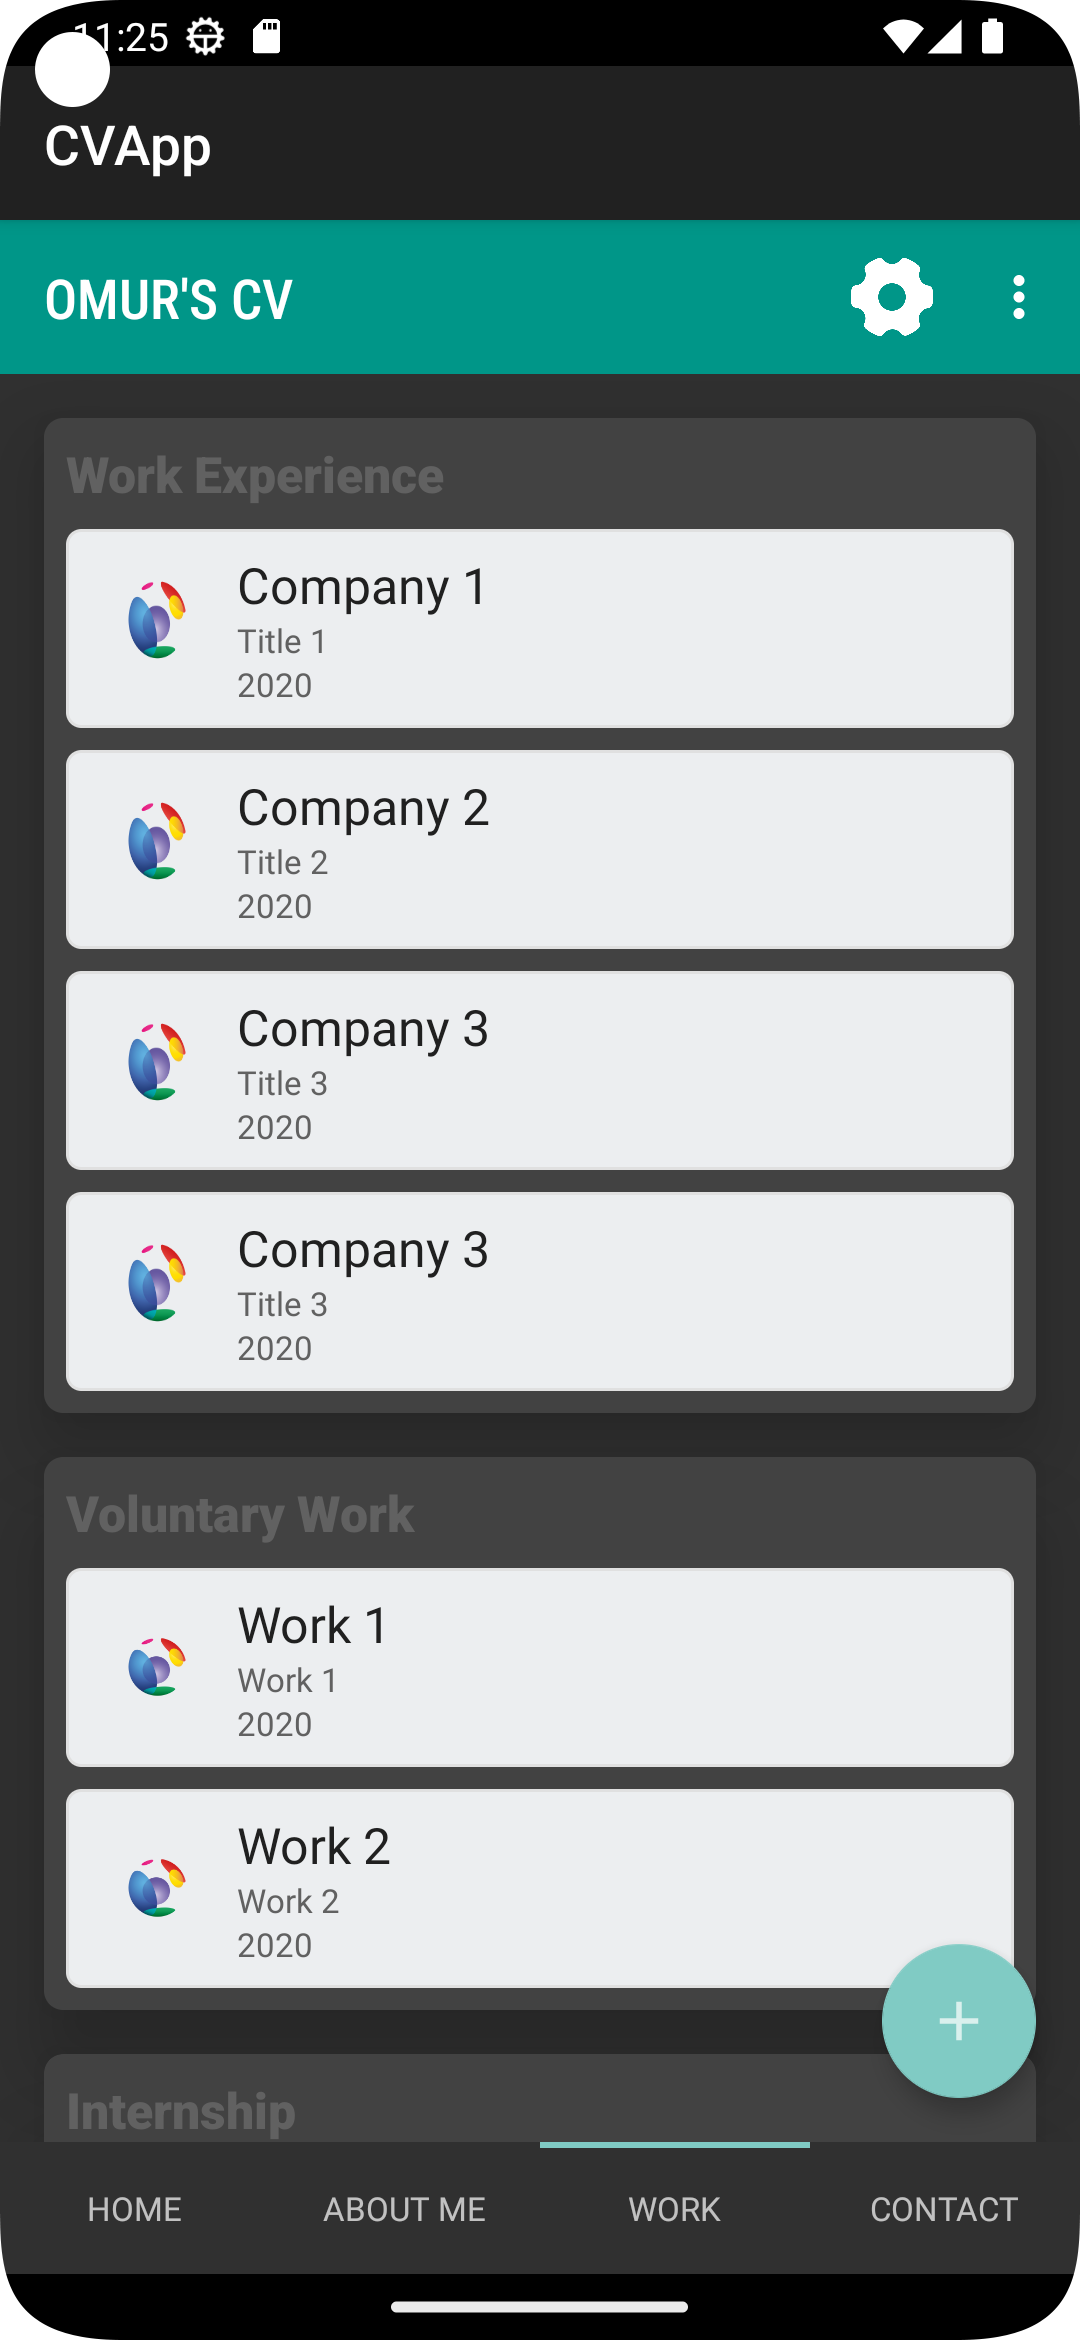 11:25
CVApp
OMUR'S CV
Work Experience
Company 1
Title 1
2020
Company 2
Title 2
2020
Company 3
Title 3
2020
Company 3
Title 3
2020
Voluntary Work
Work 1
Work 1
2020
Work 2
Work 2
2020
Internship
HOME ABOUT ME WORK CONTACT